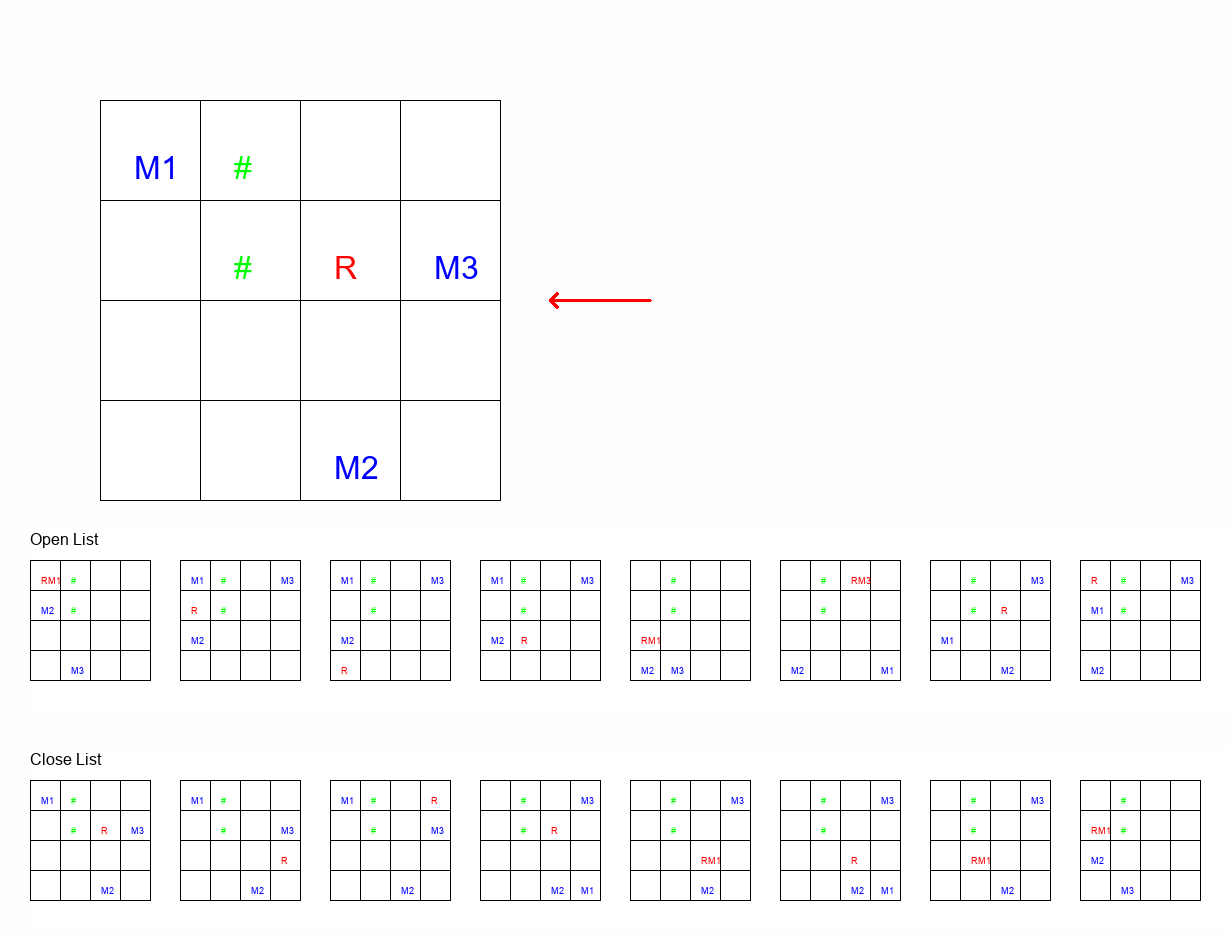 M1 #
# R M3
M2
Open List
RM1 # M1 # M3 M1 # M3 M1 # M3 # # RM3 # M3 R # M3
M2 # R # # # # # # R M1 #
M2 M2 M2 R RM1 M1
M3 R M2 M3 M2 M1 M2 M2
Close List
M1 # M1 # M1 # R # M3 # M3 # M3 # M3 #
# R M3 # M3 # M3 # R # # # RM1 #
R RM1 R RM1 M2
M2 M2 M2 M2 M1 M2 M2 M1 M2 M3